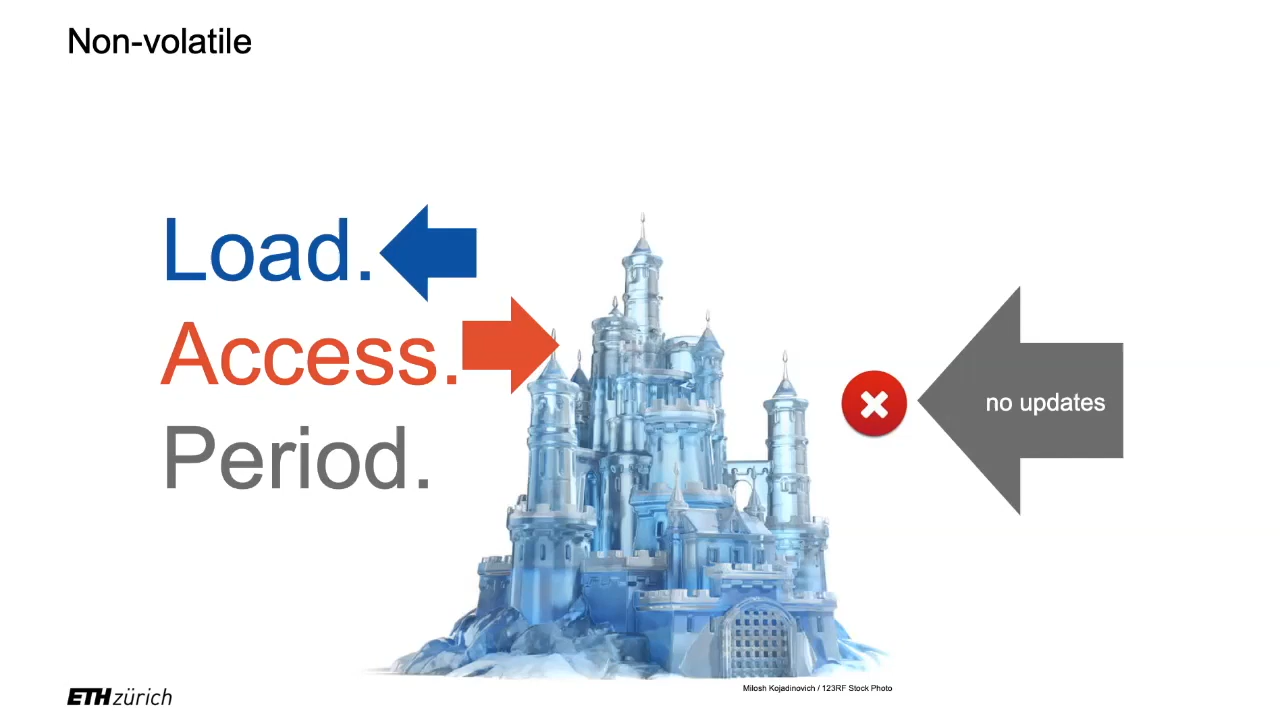 Non-volatile
Load.
Access.
Period.
no updates
Milosh Kojadinovich / 123RF Stock Photo
ETH zürich